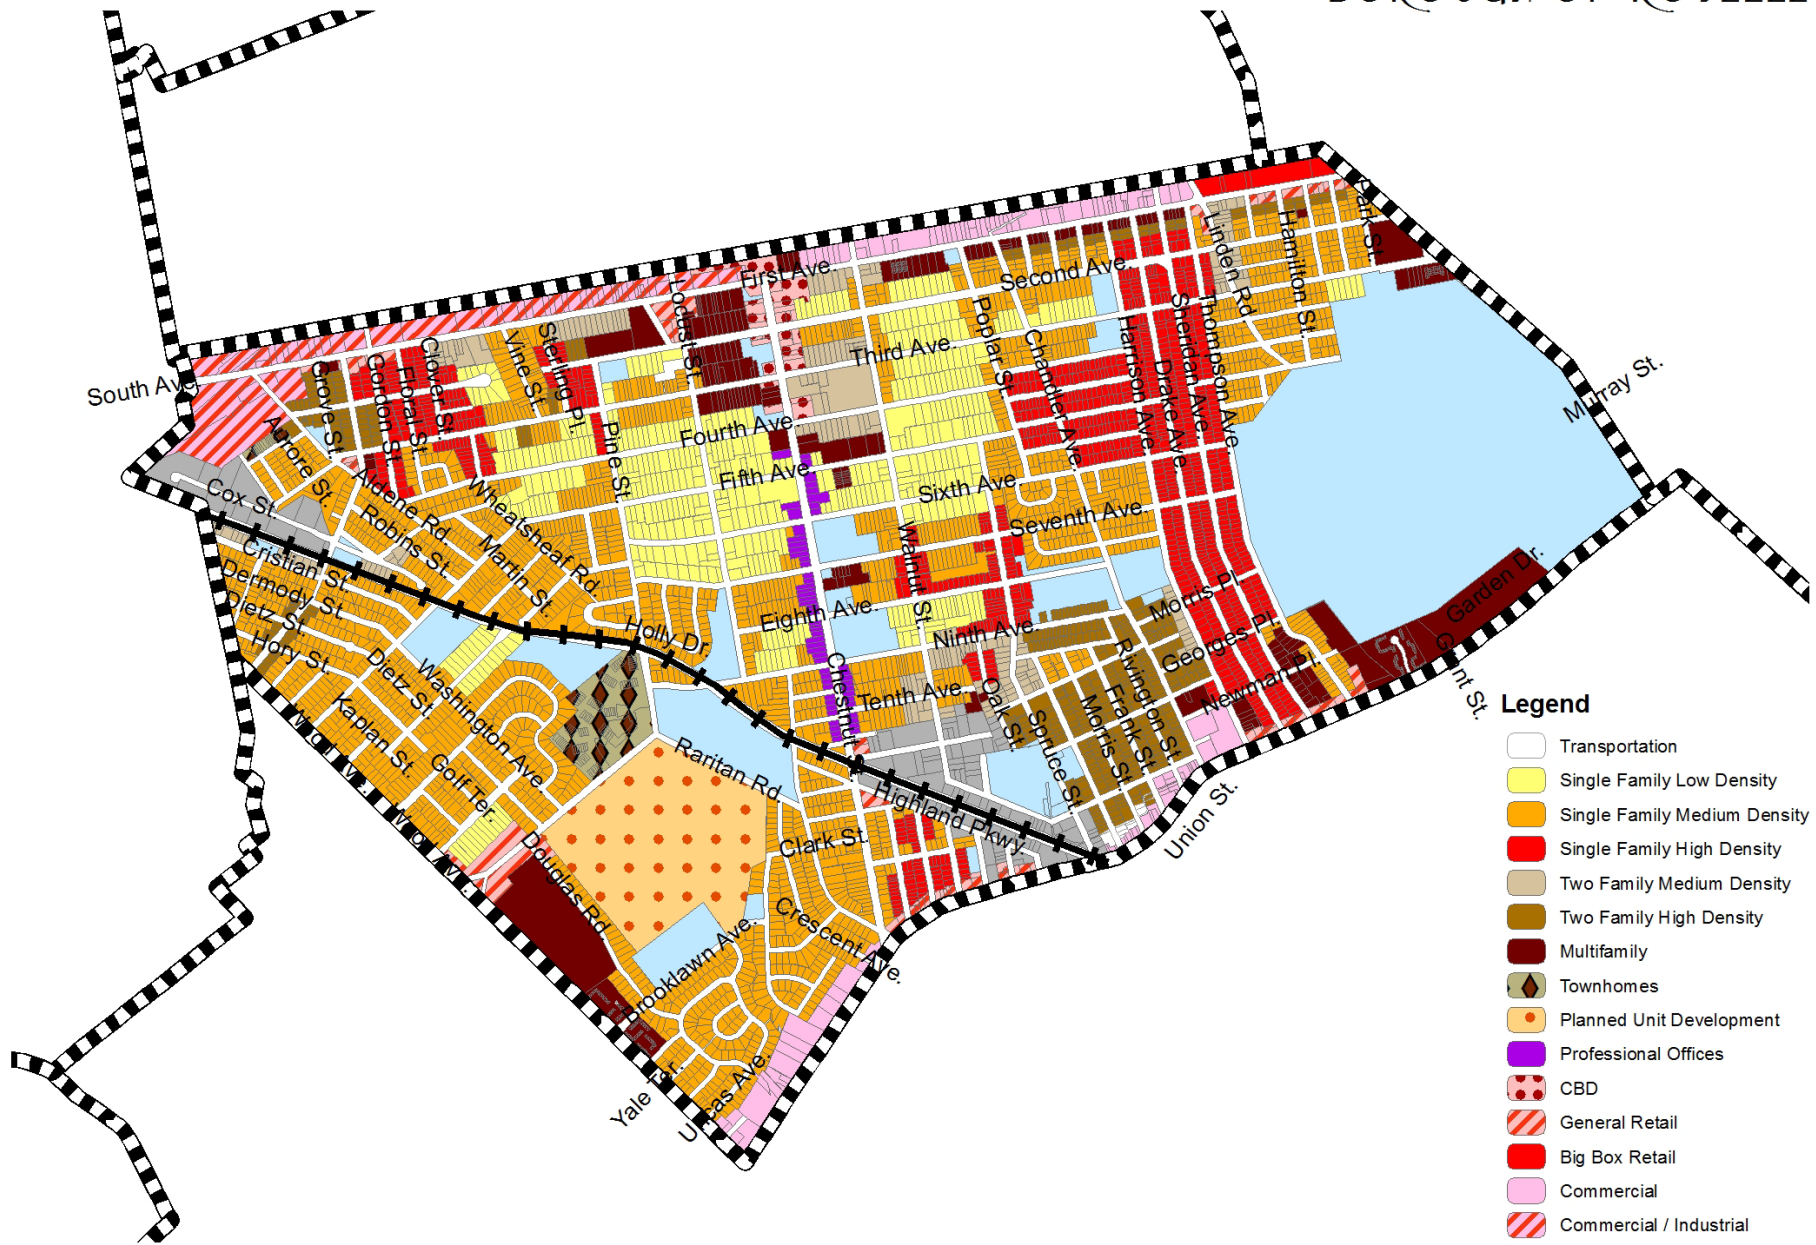 First Ave.
Second Ave.
Third Ave.
Fourth Ave.
Fifth Ave.
Sixth Ave.
Seventh Ave.
Eighth Ave.
Ninth Ave.
Tenth Ave.
South Ave.
Locust St.
Sterling Pl.
Vine St.
Clover St.
Floral St.
Gordon St.
Grove St.
Aurore St.
Cox St.
Aldene Rd.
Robins St.
Wheatsheaf Rd.
Martin St.
Pine St.
Poplar St.
Chandler Ave.
Harrison Ave.
Drake Ave.
Sheridan Ave.
Thompson Ave.
Linden Rd.
Hamilton St.
Park St.
Murray St.
Garden Dr.
Grant St.
Morris Pl.
Georges Pl.
Newman Pl.
Walnut St.
Chestnut St.
Oak St.
Spruce St.
Morris St.
Frank St.
Rivington St.
Union St.
Highland Pkwy
Raritan Rd.
Clark St.
Crescent Ave.
Brooklawn Ave.
Douglas Rd.
Yale Ter.
Holly Dr.
Cristian St.
Dermody St.
Dietz St.
Hory St.
Dietz St.
Washington Ave.
Kaplan St.
Golf Ter.
Legend
Transportation
Single Family Low Density
Single Family Medium Density
Single Family High Density
Two Family Medium Density
Two Family High Density
Multifamily
Townhomes
Planned Unit Development
Professional Offices
CBD
General Retail
Big Box Retail
Commercial
Commercial / Industrial